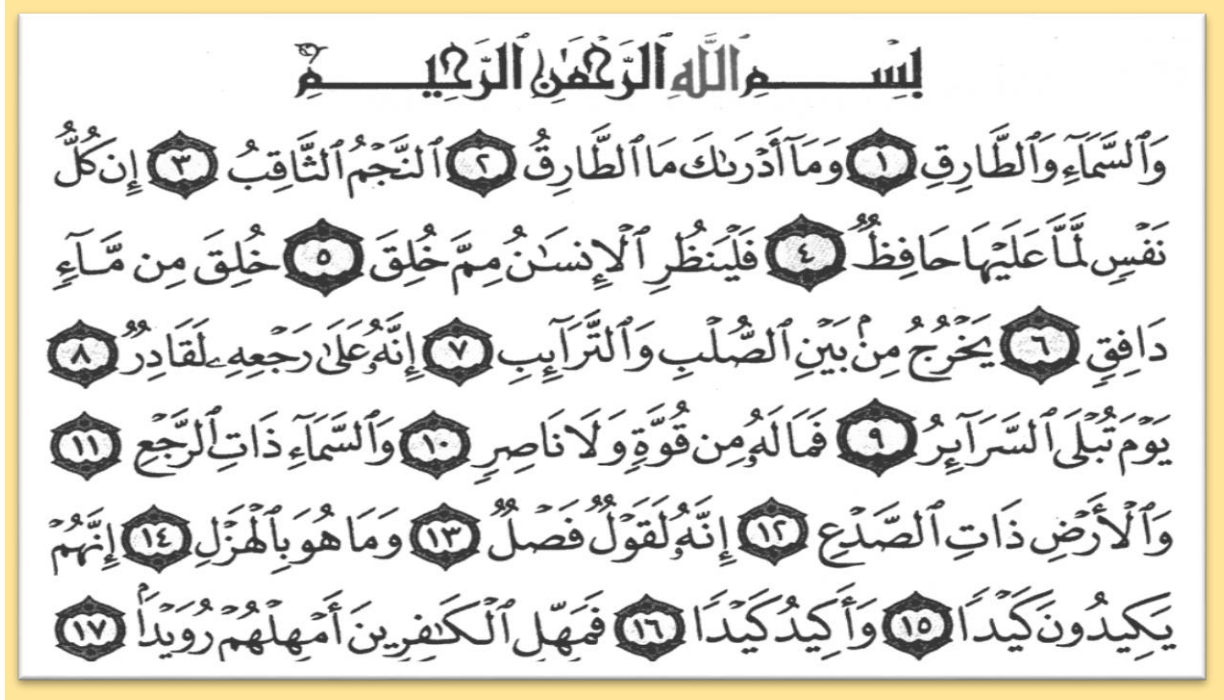 بِسْمِ ٱللَّهِ ٱلرَّحْمَٰنِ ٱلرَّحِيمِ
وَٱلسَّمَآءِ وَٱلطَّارِقِ ١ وَمَآ أَدْرَىٰكَ مَا ٱلطَّارِقُ ٢ ٱلنَّجْمُ ٱلثَّاقِبُ ٣ إِن كُلُّ
نَفْسٍ لَّمَّا عَلَيْهَا حَافِظٌ ٤ فَلْيَنظُرِ ٱلْإِنسَٰنُ مِمَّ خُلِقَ ٥ خُلِقَ مِن مَّآءٍ
دَافِقٍ ٦ يَخْرُجُ مِنۢ بَيْنِ ٱلصُّلْبِ وَٱلتَّرَآئِبِ ٧ إِنَّهُۥ عَلَىٰ رَجْعِهِۦ لَقَادِرٌ ٨
يَوْمَ تُبْلَى ٱلسَّرَآئِرُ ٩ فَمَا لَهُۥ مِن قُوَّةٍ وَلَا نَاصِرٍ ١٠ وَٱلسَّمَآءِ ذَاتِ ٱلرَّجْعِ ١١
وَٱلْأَرْضِ ذَاتِ ٱلصَّدْعِ ١٢ إِنَّهُۥ لَقَوْلٌ فَصْلٌ ١٣ وَمَا هُوَ بِٱلْهَزْلِ ١٤ إِنَّهُمْ
يَكِيدُونَ كَيْدًا ١٥ وَأَكِيدُ كَيْدًا ١٦ فَمَهِّلِ ٱلْكَٰفِرِينَ أَمْهِلْهُمْ رُوَيْدًۢا ١٧